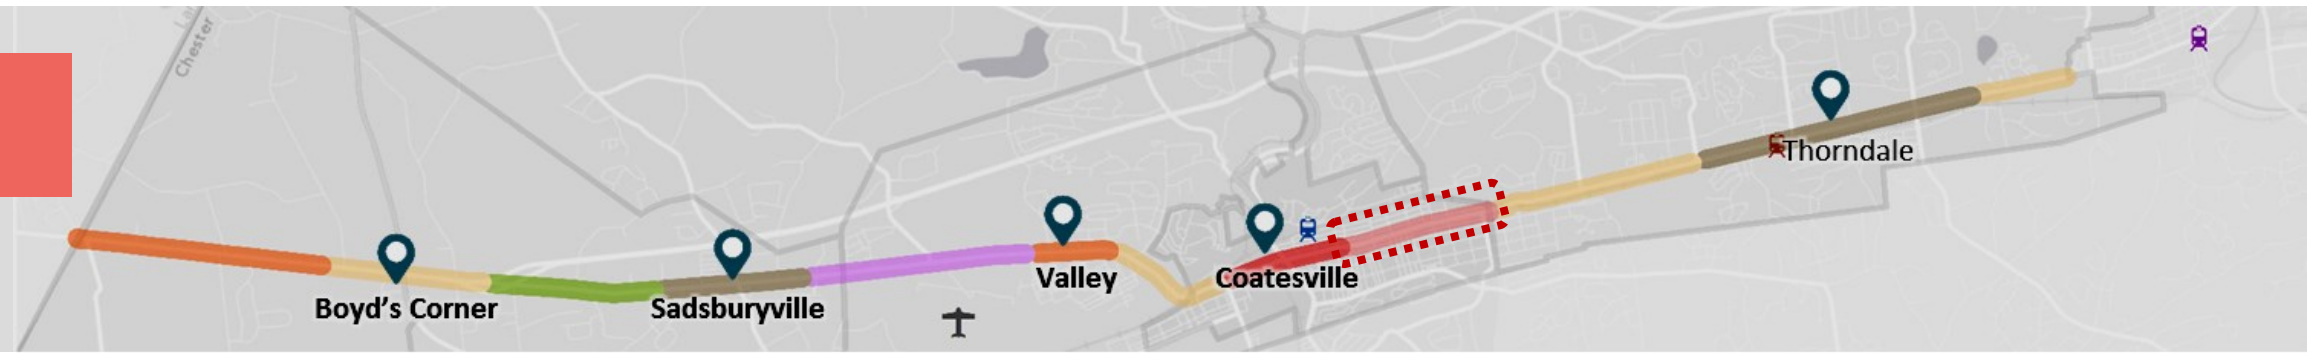 Chester
Thorndale
Valley
Coatesville
Boyd's Corner
Sadsburyville